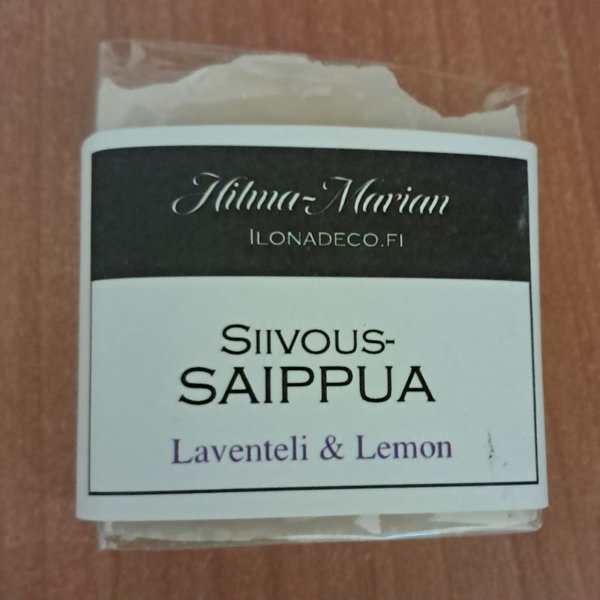 Hilma-Marian
ILONADECO.FI
SIIVOUS-
SAIPPUA
Laventeli & Lemon